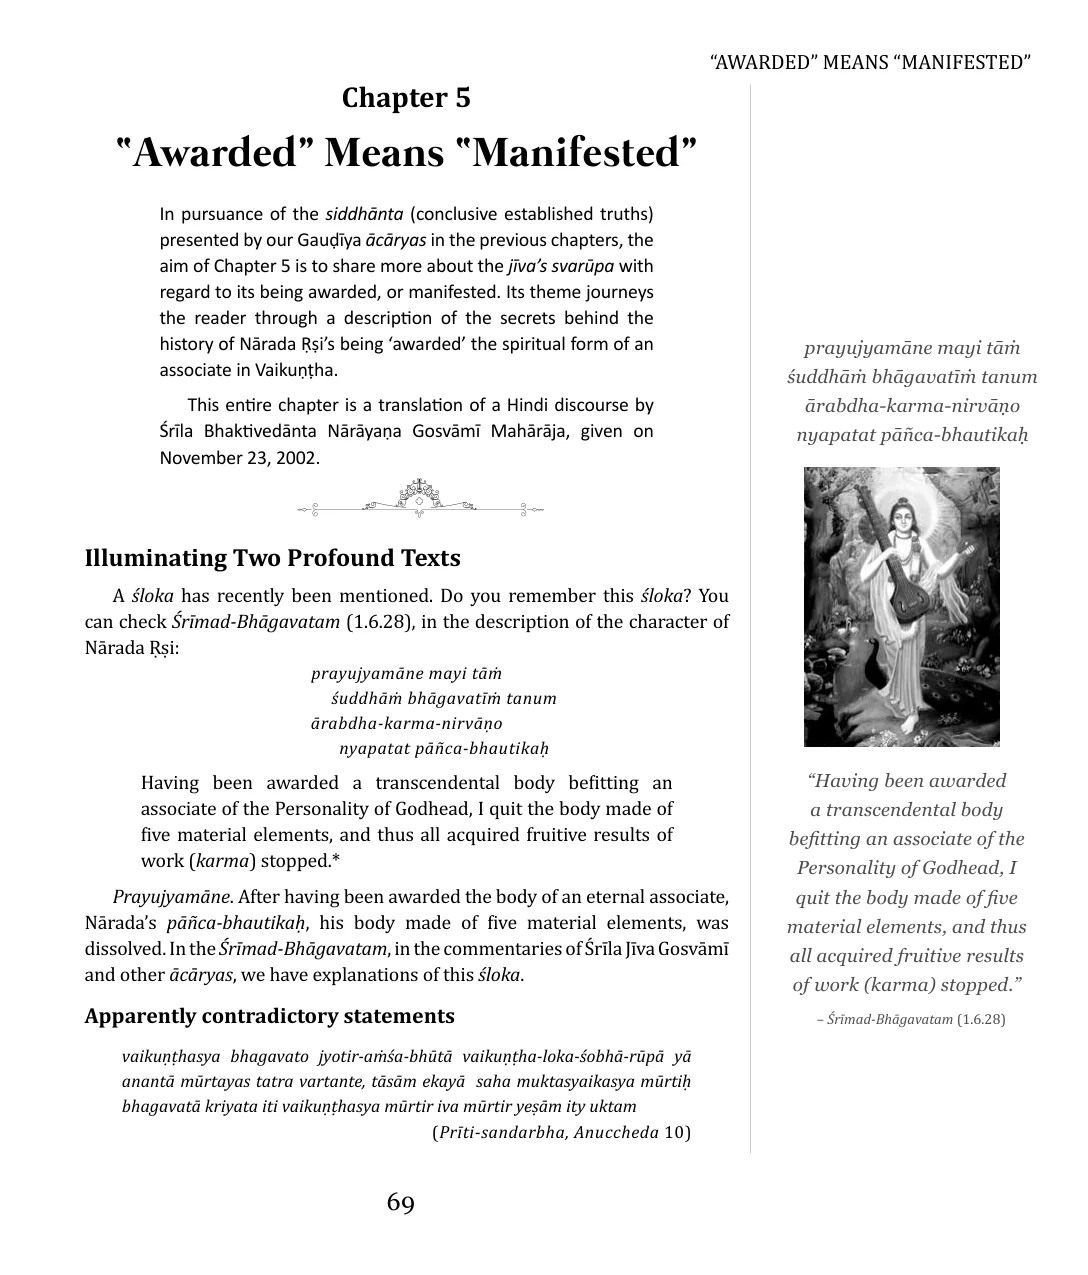 “AWARDED” MEANS “MANIFESTED”
Chapter 5
“Awarded” Means “Manifested”
In pursuance of the siddhānta (conclusive established truths)
presented by our Gauḍīya ācāryas in the previous chapters, the
aim of Chapter 5 is to share more about the jīva’s svarūpa with
regard to its being awarded, or manifested. Its theme journeys
the reader through a description of the secrets behind the
history of Nārada Ṛṣi’s being ‘awarded’ the spiritual form of an
associate in Vaikuṇṭha.
This entire chapter is a translation of a Hindi discourse by
Śrīla Bhaktivedānta Nārāyaṇa Gosvāmī Mahārāja, given on
November 23, 2002.
Illuminating Two Profound Texts
A śloka has recently been mentioned. Do you remember this śloka? You
can check Śrīmad-Bhāgavatam (1.6.28), in the description of the character of
Nārada Ṛṣi:
prayujyamāne mayi tāṁ
śuddhāṁ bhāgavatīṁ tanum
ārabdha-karma-nirvāṇo
nyapatat pāñca-bhautikaḥ
Having been awarded a transcendental body befitting an
associate of the Personality of Godhead, I quit the body made of
five material elements, and thus all acquired fruitive results of
work (karma) stopped.*
Prayujyamāne. After having been awarded the body of an eternal associate,
Nārada’s pāñca-bhautikaḥ, his body made of five material elements, was
dissolved. In the Śrīmad-Bhāgavatam, in the commentaries of Śrīla Jīva Gosvāmī
and other ācāryas, we have explanations of this śloka.
Apparently contradictory statements
vaikuṇṭhasya bhagavato jyotir-aṁśa-bhūtā vaikuṇṭha-loka-śobhā-rūpā yā
anantā mūrtayas tatra vartante, tāsām ekayā saha muktasyaikasya mūrtiḥ
bhagavatā kriyata iti vaikuṇṭhasya mūrtir iva mūrtir yeṣām ity uktam
(Prīti-sandarbha, Anuccheda 10)
prayujyamāne mayi tāṁ
śuddhāṁ bhāgavatīṁ tanum
ārabdha-karma-nirvāṇo
nyapatat pāñca-bhautikaḥ
“Having been awarded
a transcendental body
befitting an associate of the
Personality of Godhead, I
quit the body made of five
material elements, and thus
all acquired fruitive results
of work (karma) stopped.”
– Śrīmad-Bhāgavatam (1.6.28)
69